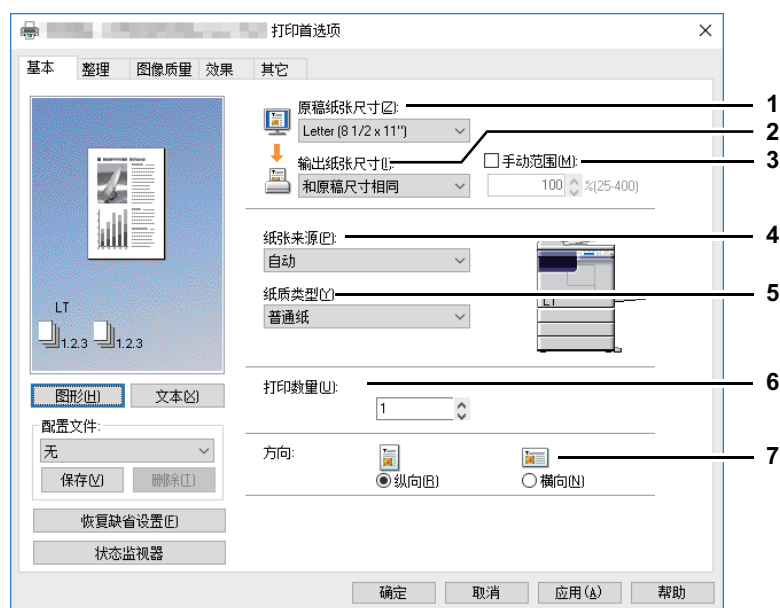 打印首选项
基本 整理 图像质量 效果 其它
原稿纸张尺寸(Z):
1
Letter (8 1/2 x 11")
2
输出纸张尺寸(I):
手动范围(M):
3
和原稿尺寸相同
100 %(25-400)
纸张来源(P):
4
自动
纸质类型(Y)
5
普通纸
LT
LT
1.2.3 1.2.3
图形(H) 文本(X)
打印数量(U):
6
1
配置文件:
无
保存(V) 删除(T)
方向:
7
纵向(R) 横向(N)
恢复缺省设置(F)
状态监视器
确定 取消 应用(A) 帮助